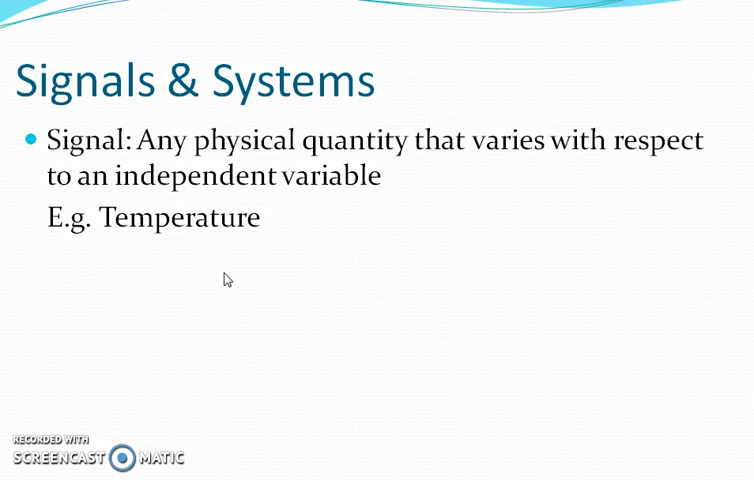 Signals & Systems
Signal: Any physical quantity that varies with respect
to an independent variable
E.g. Temperature
RECORDED WITH
SCREENCAST MATIC